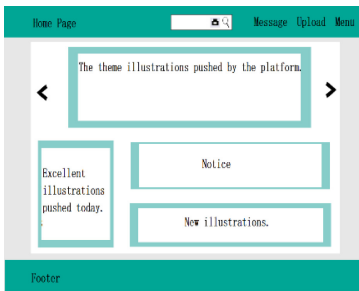 Home Page
Message Upload Menu
The theme illustrations pushed by the platform.
Excellent
illustrations
pushed today.
Notice
New illustrations.
Footer